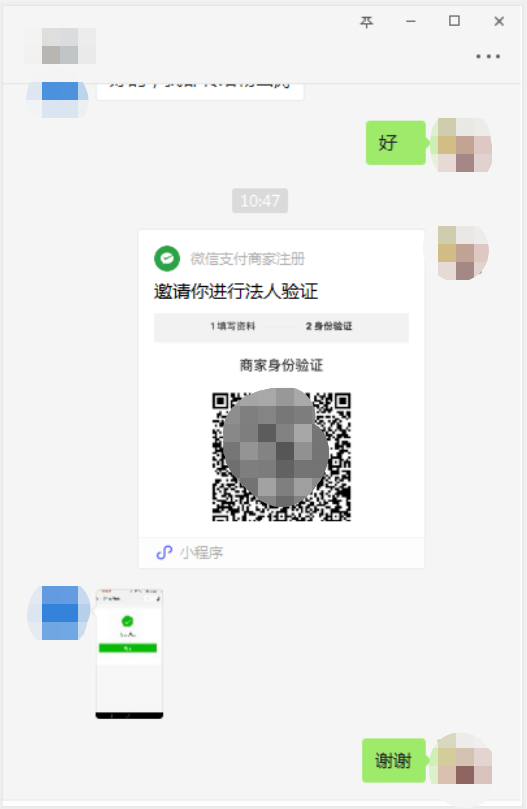 好
10:47
微信支付商家注册
邀请你进行法人验证
1 填写资料 2 身份验证
商家身份验证
小程序
谢谢